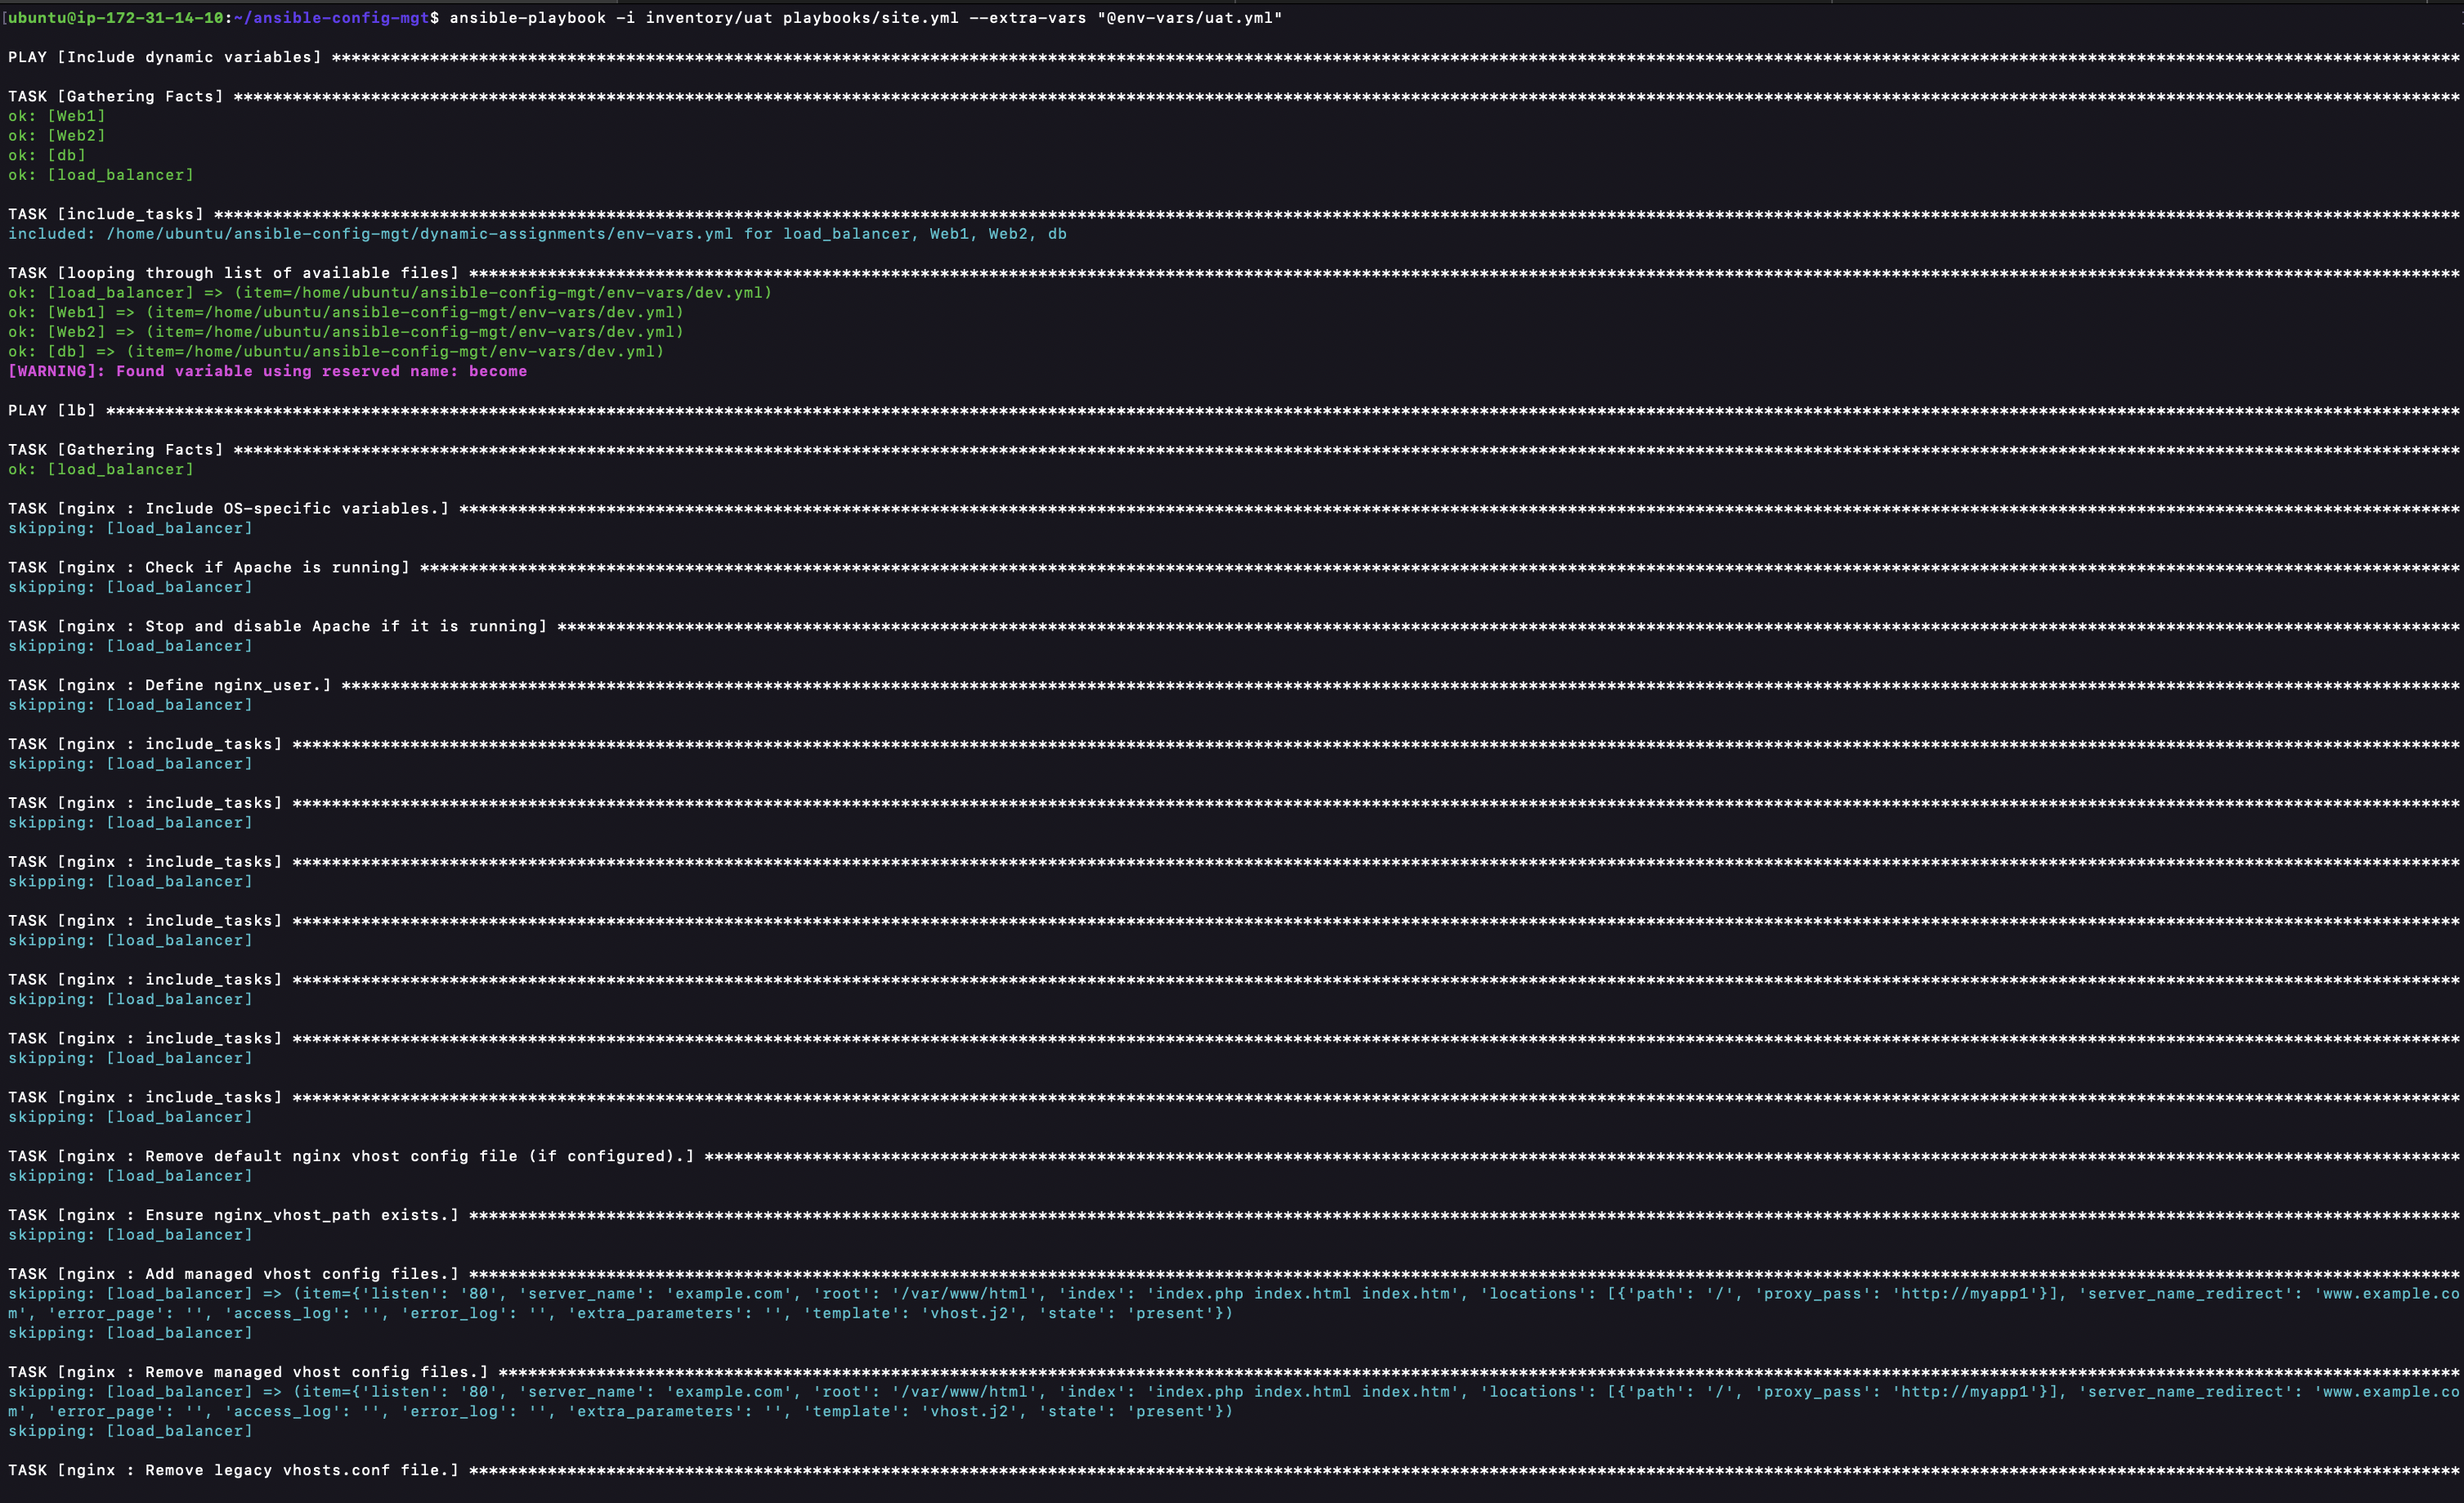 [ubuntu@ip-172-31-14-10:~/ansible-config-mgt$ ansible-playbook -i inventory/uat playbooks/site.yml --extra-vars "@env-vars/uat.yml"
PLAY [Include dynamic variables] ****
TASK [Gathering Facts] ****
ok: [Web1]
ok: [Web2]
ok: [db]
ok: [load_balancer]
TASK [include_tasks] ****
included: /home/ubuntu/ansible-config-mgt/dynamic-assignments/env-vars.yml for load_balancer, Web1, Web2, db
TASK [looping through list of available files] ****
ok: [load_balancer] => (item=/home/ubuntu/ansible-config-mgt/env-vars/dev.yml)
ok: [Web1] => (item=/home/ubuntu/ansible-config-mgt/env-vars/dev.yml)
ok: [Web2] => (item=/home/ubuntu/ansible-config-mgt/env-vars/dev.yml)
ok: [db] => (item=/home/ubuntu/ansible-config-mgt/env-vars/dev.yml)
[WARNING]: Found variable using reserved name: become
PLAY [lb] ****
TASK [Gathering Facts] ****
ok: [load_balancer]
TASK [nginx : Include OS-specific variables.] ****
skipping: [load_balancer]
TASK [nginx : Check if Apache is running] ****
skipping: [load_balancer]
TASK [nginx : Stop and disable Apache if it is running] ****
skipping: [load_balancer]
TASK [nginx : Define nginx_user.] ****
skipping: [load_balancer]
TASK [nginx : include_tasks] ****
skipping: [load_balancer]
TASK [nginx : include_tasks] ****
skipping: [load_balancer]
TASK [nginx : include_tasks] ****
skipping: [load_balancer]
TASK [nginx : include_tasks] ****
skipping: [load_balancer]
TASK [nginx : include_tasks] ****
skipping: [load_balancer]
TASK [nginx : include_tasks] ****
skipping: [load_balancer]
TASK [nginx : include_tasks] ****
skipping: [load_balancer]
TASK [nginx : Remove default nginx vhost config file (if configured).] ****
skipping: [load_balancer]
TASK [nginx : Ensure nginx_vhost_path exists.] ****
skipping: [load_balancer]
TASK [nginx : Add managed vhost config files.] ****
skipping: [load_balancer] => (item={'listen': '80', 'server_name': 'example.com', 'root': '/var/www/html', 'index': 'index.php index.html index.htm', 'locations': [{'path': '/', 'proxy_pass': 'http://myapp1'}], 'server_name_redirect': 'www.example.co
m', 'error_page': '', 'access_log': '', 'error_log': '', 'extra_parameters': '', 'template': 'vhost.j2', 'state': 'present'})
skipping: [load_balancer]
TASK [nginx : Remove managed vhost config files.] ****
skipping: [load_balancer] => (item={'listen': '80', 'server_name': 'example.com', 'root': '/var/www/html', 'index': 'index.php index.html index.htm', 'locations': [{'path': '/', 'proxy_pass': 'http://myapp1'}], 'server_name_redirect': 'www.example.co
m', 'error_page': '', 'access_log': '', 'error_log': '', 'extra_parameters': '', 'template': 'vhost.j2', 'state': 'present'})
skipping: [load_balancer]
TASK [nginx : Remove legacy vhosts.conf file.] ****